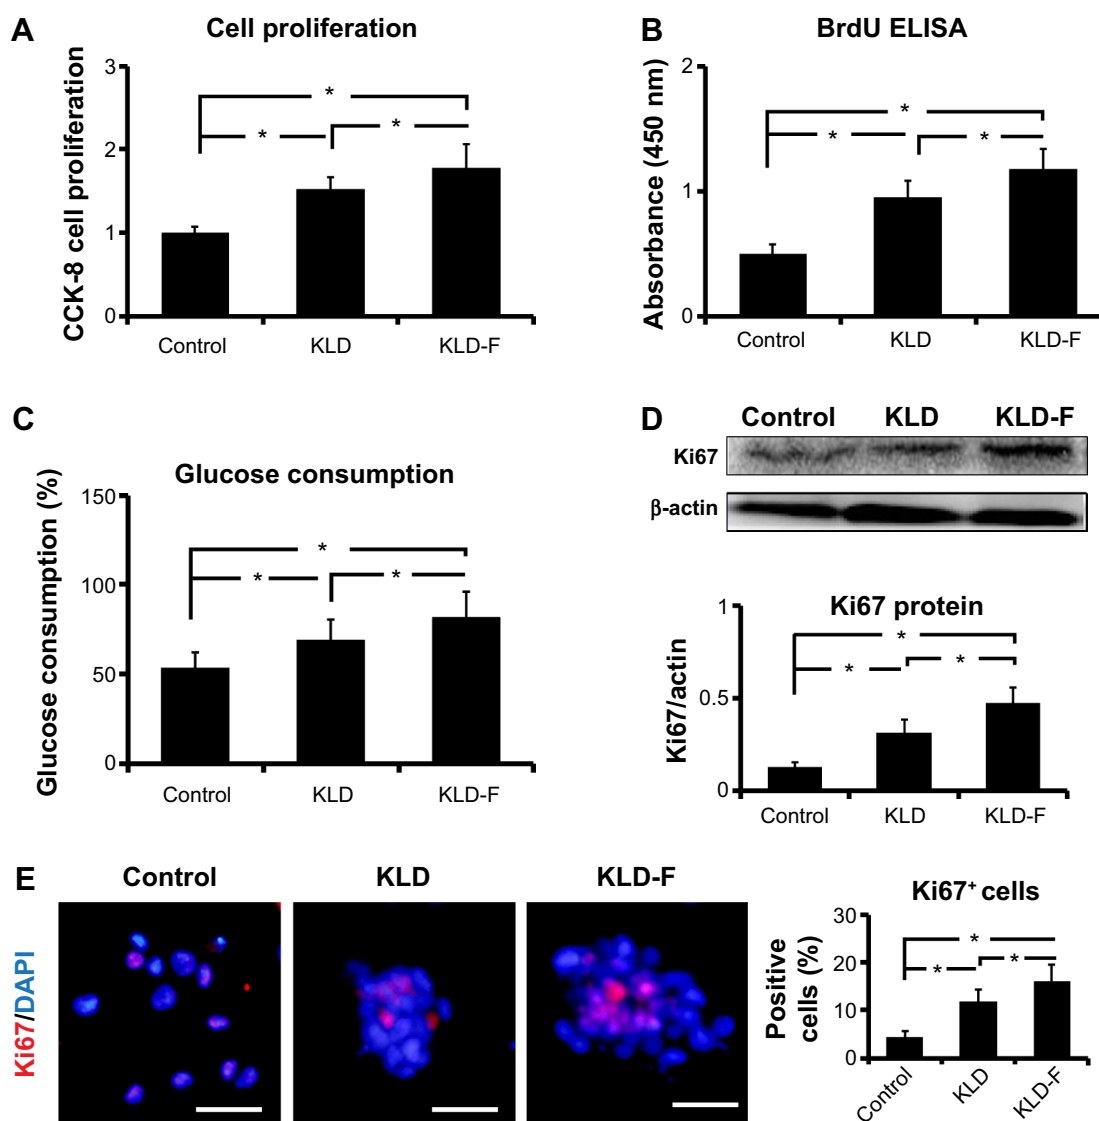 A
Cell proliferation
CCK-8 cell proliferation
3
2
1
0
* * *
Control KLD KLD-F
B
BrdU ELISA
Absorbance (450 nm)
2
1
0
* * *
Control KLD KLD-F
C
Glucose consumption
Glucose consumption (%)
150
100
50
0
* * *
Control KLD KLD-F
D
Control KLD KLD-F
Ki67
β-actin
Ki67 protein
Ki67/actin
1
0.5
0
* * *
Control KLD KLD-F
E
Control KLD KLD-F
Ki67/DAPI
Ki67⁺ cells
Positive
cells (%)
30
20
10
0
* * *
Control KLD KLD-F